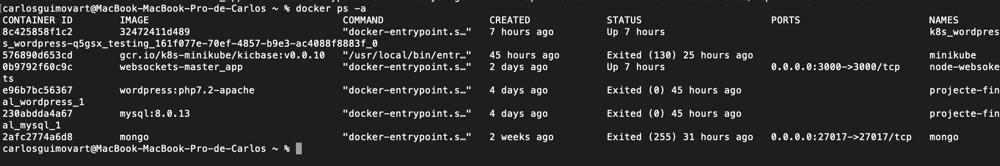 carlosguimovart@MacBook-MacBook-Pro-de-Carlos ~ % docker ps -a
CONTAINER ID        IMAGE                                 COMMAND                  CREATED             STATUS                      PORTS                      NAMES
8c425858f1c2        32472411d489                          "docker-entrypoint.s…"   7 hours ago         Up 7 hours                                             k8s_wordpres
s_wordpress-q5gsx_testing_161f077e-70ef-4857-b9e3-ac4088f8883f_0
576890d653cd        gcr.io/k8s-minikube/kicbase:v0.0.10   "/usr/local/bin/entr…"   45 hours ago        Exited (130) 25 hours ago                              minikube
0b9792f60c9c        websockets-master_app                 "docker-entrypoint.s…"   2 days ago          Up 7 hours                  0.0.0.0:3000->3000/tcp     node-websoke
ts
e96b7bc56367        wordpress:php7.2-apache               "docker-entrypoint.s…"   4 days ago          Exited (0) 45 hours ago                                projecte-fin
al_wordpress_1
230abdda4a67        mysql:8.0.13                          "docker-entrypoint.s…"   4 days ago          Exited (0) 45 hours ago                                projecte-fin
al_mysql_1
2afc2774a6d8        mongo                                 "docker-entrypoint.s…"   2 weeks ago         Exited (255) 31 hours ago   0.0.0.0:27017->27017/tcp   mongo
carlosguimovart@MacBook-MacBook-Pro-de-Carlos ~ %